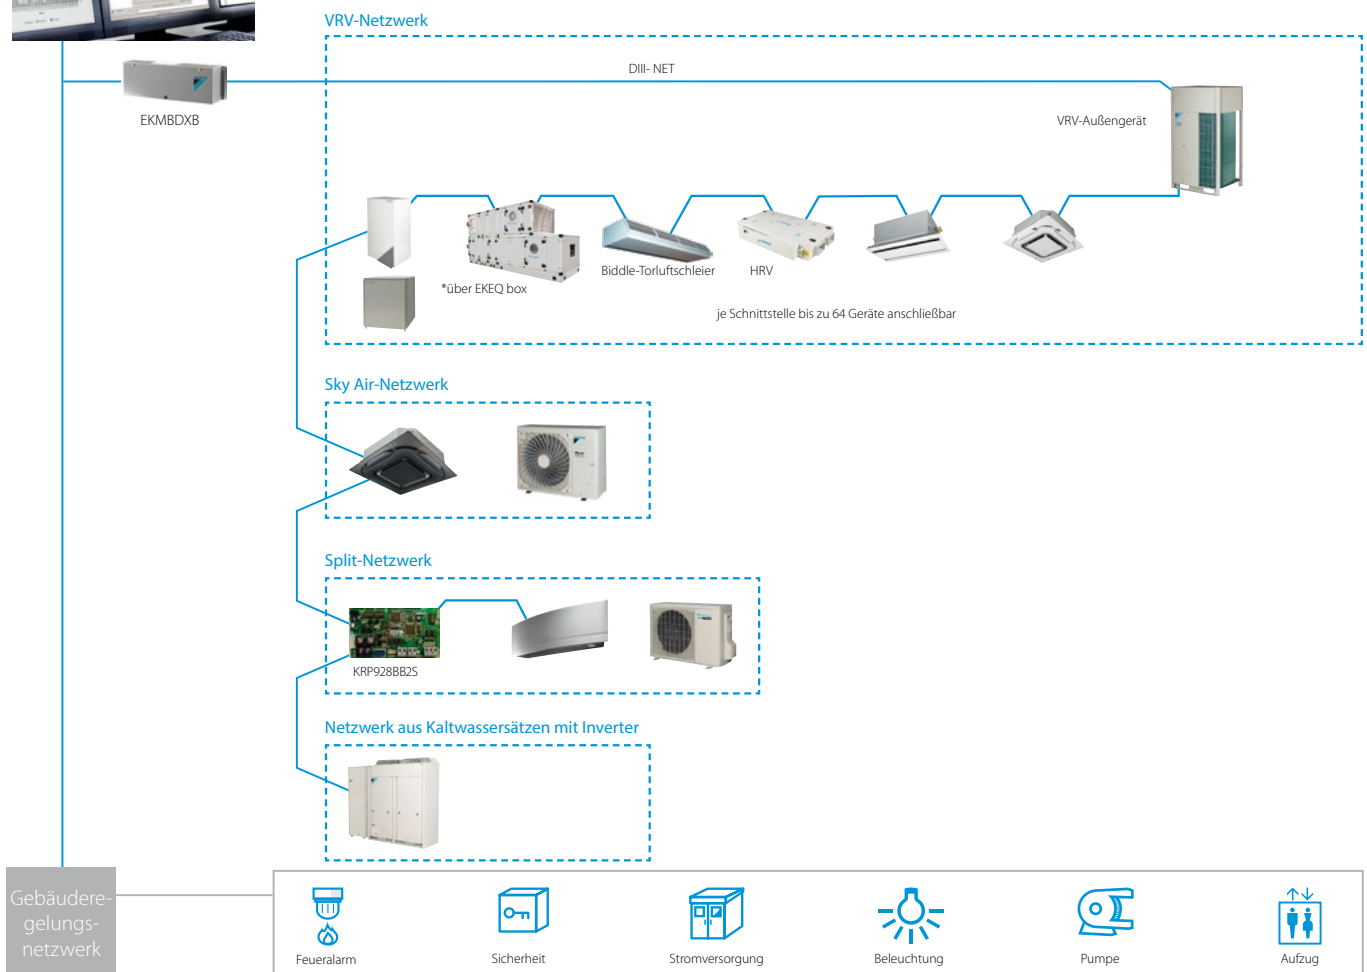 VRV-Netzwerk
DIII- NET
EKMBDXB
VRV-Außengerät
Biddle-Torluftschleier
HRV
*über EKEQ box
je Schnittstelle bis zu 64 Geräte anschließbar
Sky Air-Netzwerk
Split-Netzwerk
KRP928BB2S
Netzwerk aus Kaltwassersätzen mit Inverter
Gebäudere-
gelungs-
netzwerk
Feueralarm
Sicherheit
Stromversorgung
Beleuchtung
Pumpe
Aufzug